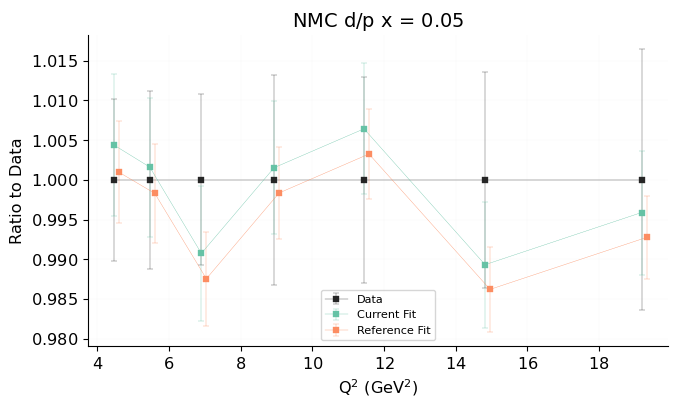 NMC d/p x = 0.05
Ratio to Data
1.015
1.010
1.005
1.000
0.995
0.990
0.985
0.980
4 6 8 10 12 14 16 18
Q² (GeV²)
Data
Current Fit
Reference Fit